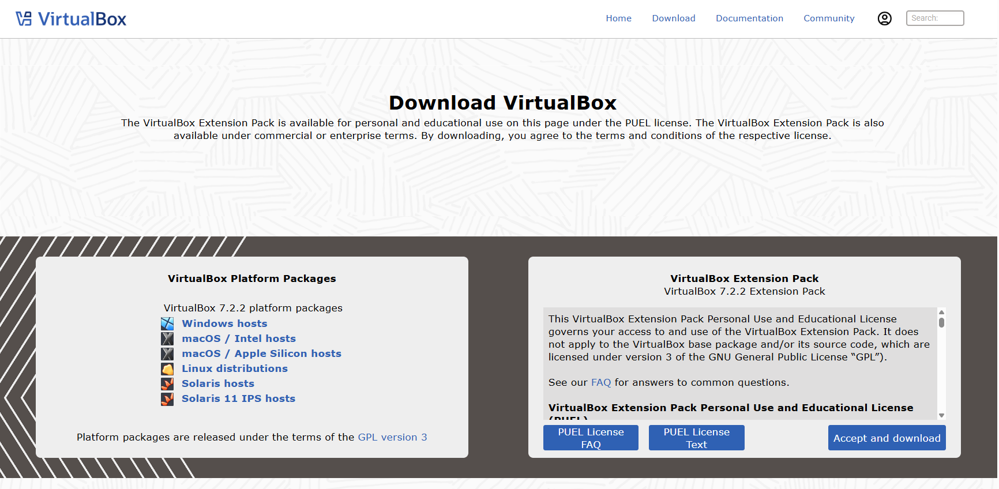 VirtualBox
Home
Download
Documentation
Community
Search:
Download VirtualBox
The VirtualBox Extension Pack is available for personal and educational use on this page under the PUEL license. The VirtualBox Extension Pack is also
available under commercial or enterprise terms. By downloading, you agree to the terms and conditions of the respective license.
VirtualBox Platform Packages
VirtualBox 7.2.2 platform packages
Windows hosts
macOS / Intel hosts
macOS / Apple Silicon hosts
Linux distributions
Solaris hosts
Solaris 11 IPS hosts
Platform packages are released under the terms of the GPL version 3
VirtualBox Extension Pack
VirtualBox 7.2.2 Extension Pack
This VirtualBox Extension Pack Personal Use and Educational License
governs your access to and use of the VirtualBox Extension Pack. It does
not apply to the VirtualBox base package and/or its source code, which are
licensed under version 3 of the GNU General Public License “GPL”).
See our FAQ for answers to common questions.
VirtualBox Extension Pack Personal Use and Educational License
(PUEL)
PUEL License
FAQ
PUEL License
Text
Accept and download